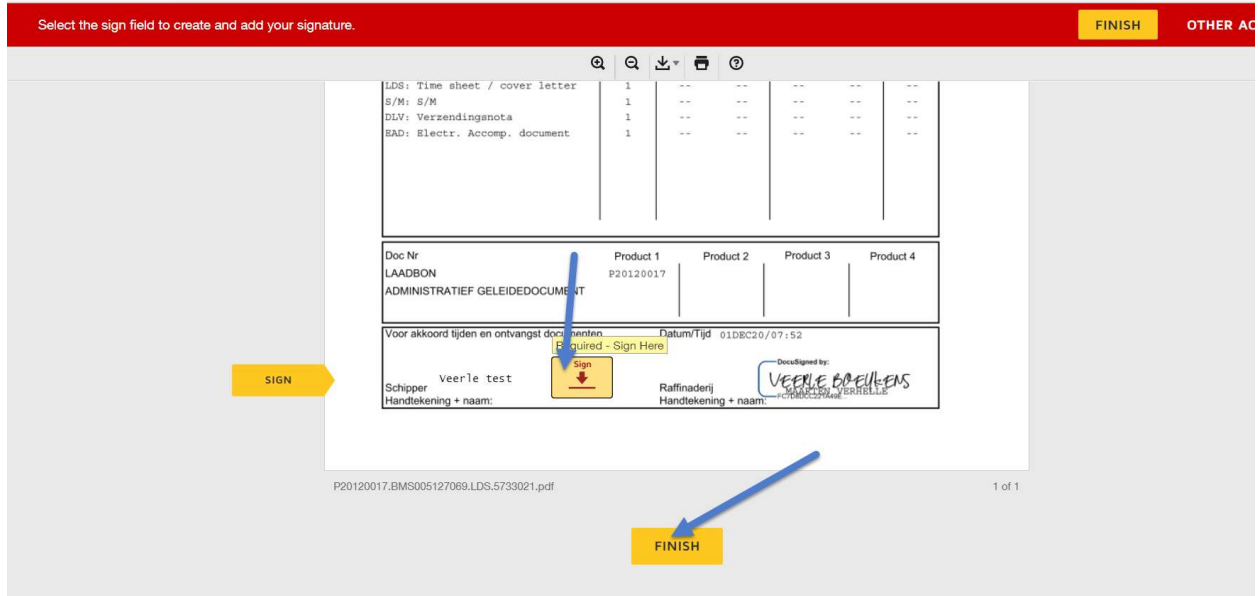 Select the sign field to create and add your signature.
FINISH
OTHER AC
LDS: Time sheet / cover letter 1 -- -- -- -- --
S/M: S/M 1 -- -- -- -- --
DLV: Verzendingsnota 1 -- -- -- -- --
EAD: Electr. Accomp. document 1 -- -- -- -- --
Doc Nr Product 1 Product 2 Product 3 Product 4
LAADBON P20120017
ADMINISTRATIEF GELEIDEDOCUMENT
Voor akkoord tijden en ontvangst documenten Datum/Tijd 01DEC20/07:52
Required - Sign Here
Sign
DocuSigned by:
SIGN
Veerle test
VEERLE BOEYKENS
MAARTEN VERHELLE
Schipper Raffinaderij
Handtekening + naam: Handtekening + naam:
P20120017.BMS005127069.LDS.5733021.pdf 1 of 1
FINISH